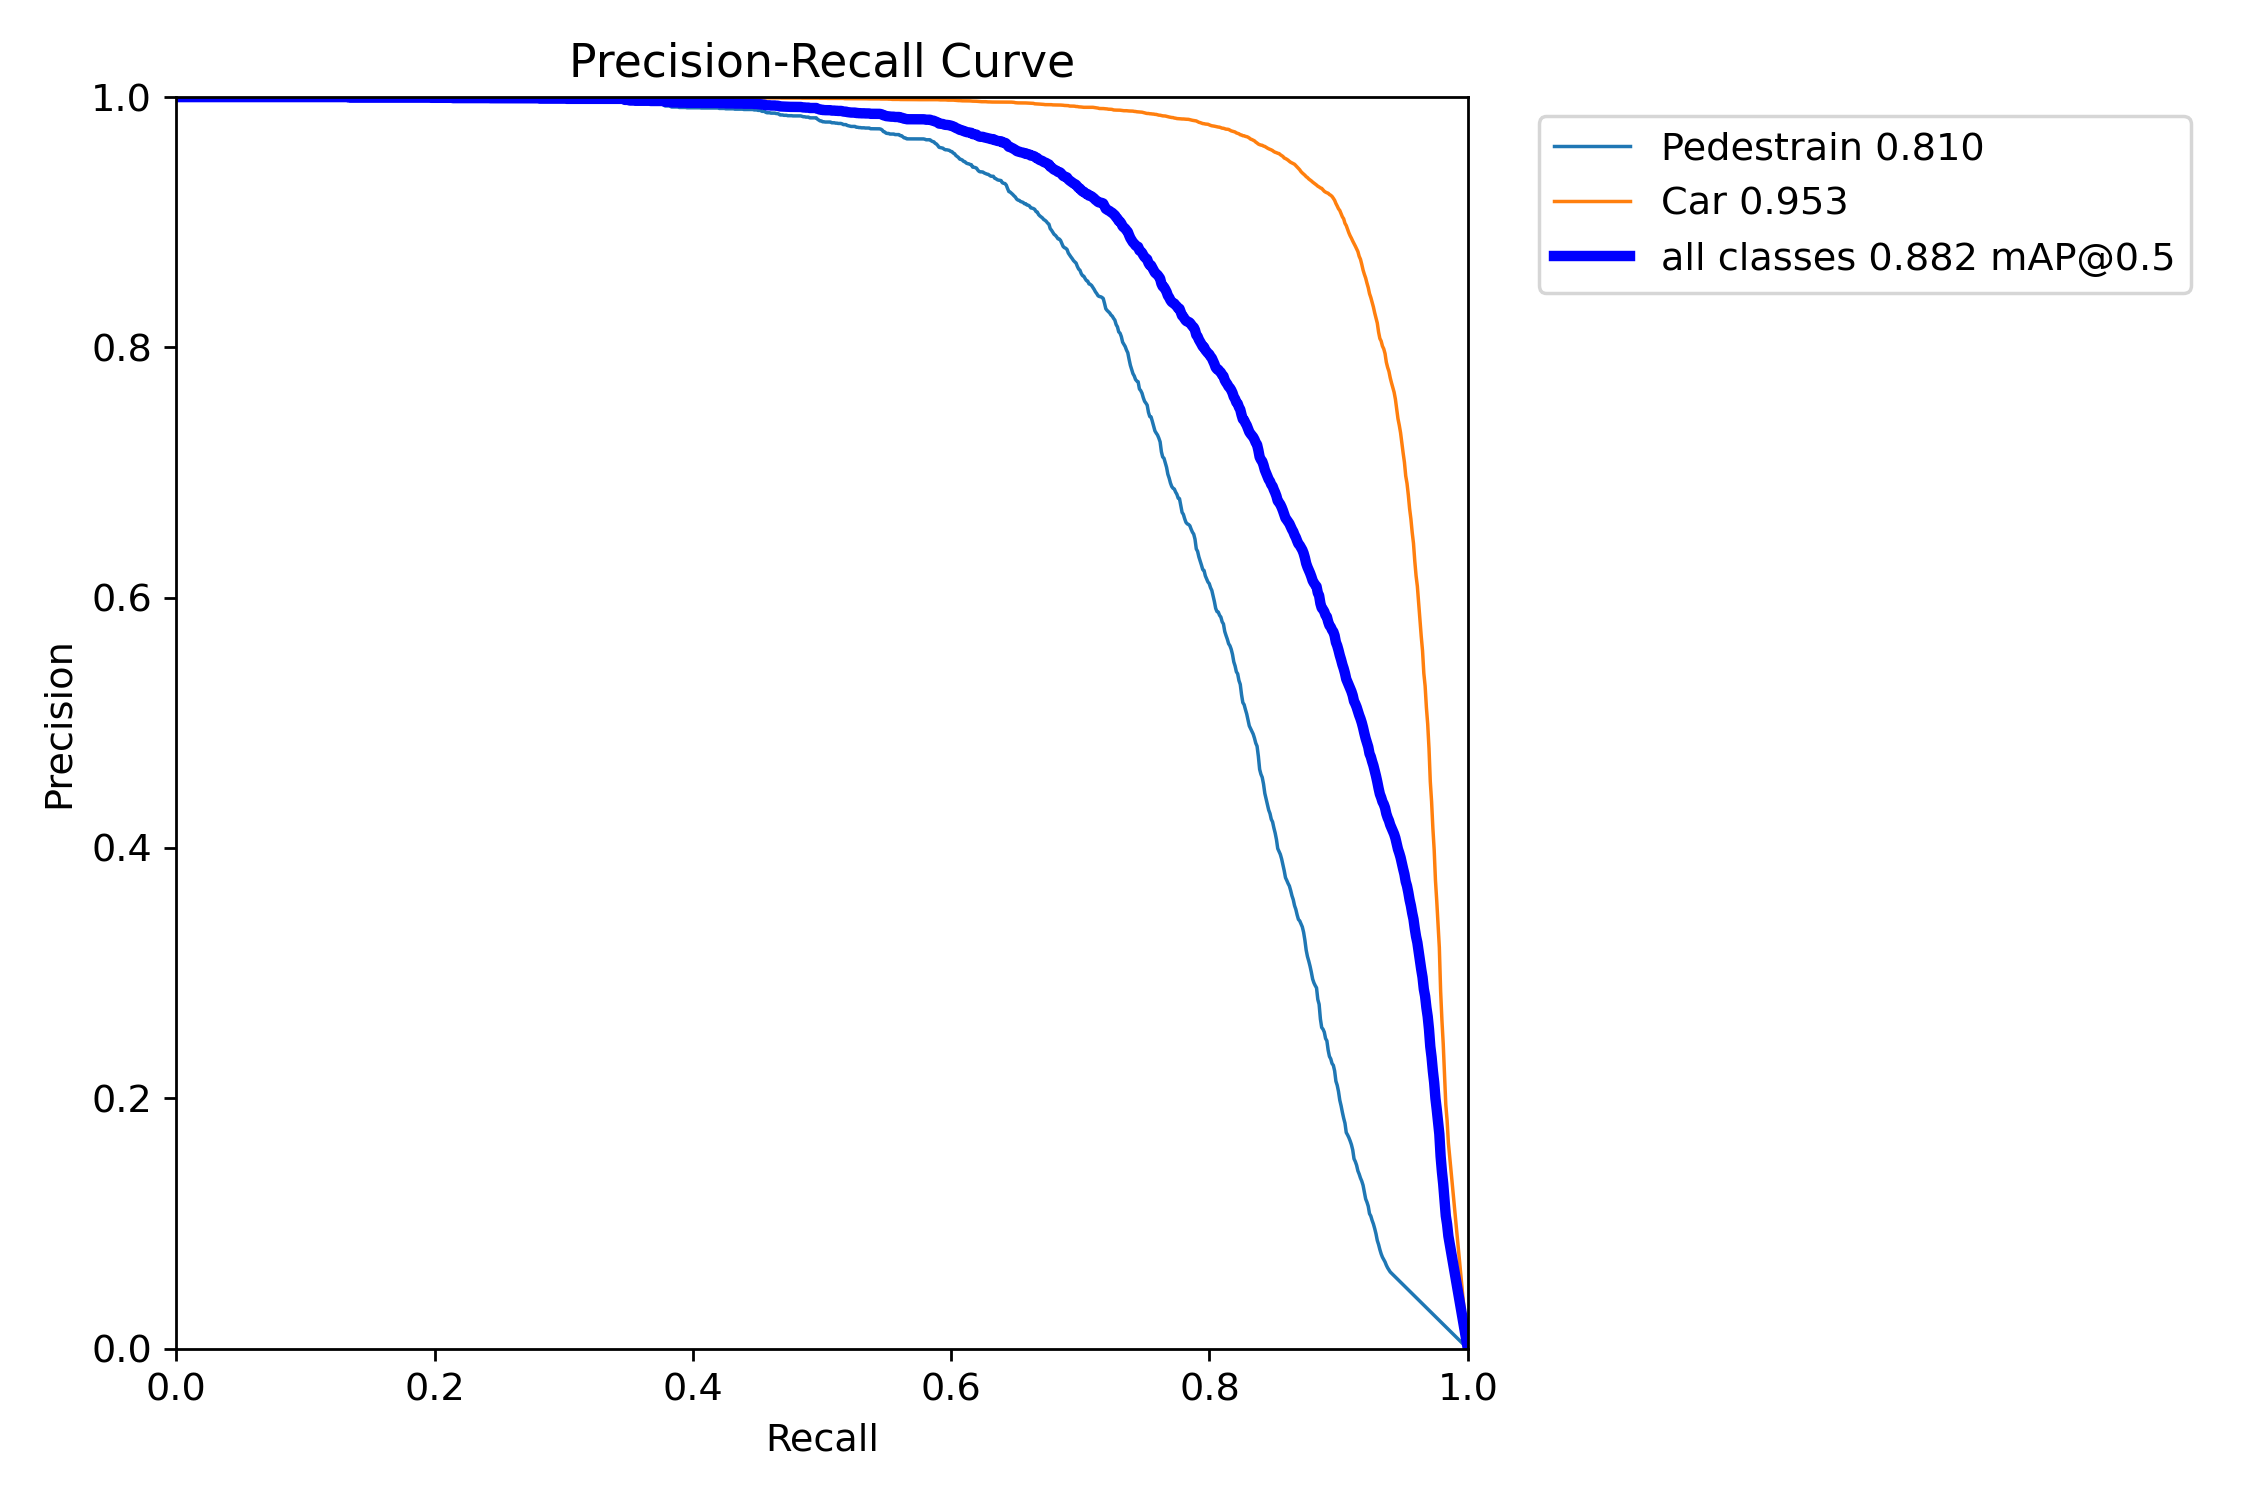 Precision-Recall Curve
1.0
0.8
0.6
0.4
0.2
0.0
Precision
0.0 0.2 0.4 0.6 0.8 1.0
Recall
Pedestrain 0.810
Car 0.953
all classes 0.882 mAP@0.5